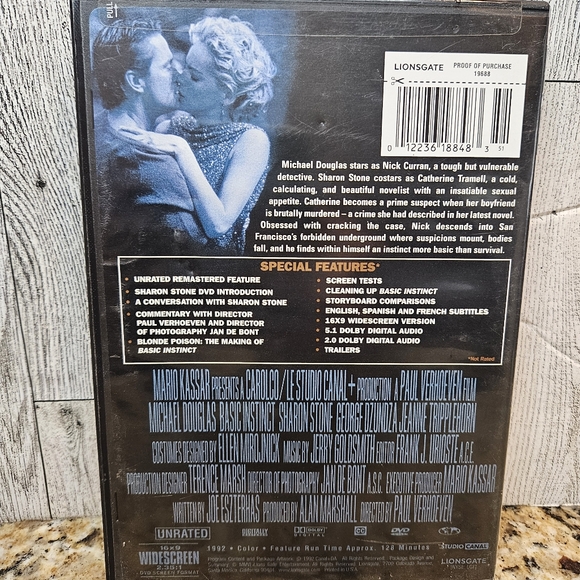 PULL
LIONSGATE
PROOF OF PURCHASE
19688
0 12236 18848 3
Michael Douglas stars as Nick Curran, a tough but vulnerable
detective. Sharon Stone costars as Catherine Tramell, a cold,
calculating, and beautiful novelist with an insatiable sexual
appetite. Catherine becomes a prime suspect when her boyfriend
is brutally murdered – a crime she had described in her latest novel.
Obsessed with cracking the case, Nick descends into San
Francisco's forbidden underground where suspicions mount, bodies
fall, and he finds within himself an instinct more basic than survival.
SPECIAL FEATURES*
• UNRATED REMASTERED FEATURE
• SHARON STONE DVD INTRODUCTION
• A CONVERSATION WITH SHARON STONE
• COMMENTARY WITH DIRECTOR
PAUL VERHOEVEN AND DIRECTOR
OF PHOTOGRAPHY JAN DE BONT
• BLONDE POISON: THE MAKING OF
BASIC INSTINCT
• SCREEN TESTS
• CLEANING UP BASIC INSTINCT
• STORYBOARD COMPARISONS
• ENGLISH, SPANISH AND FRENCH SUBTITLES
• 16X9 WIDESCREEN VERSION
• 5.1 DOLBY DIGITAL AUDIO
• 2.0 DOLBY DIGITAL AUDIO
• TRAILERS
*Not Rated
MARIO KASSAR PRESENTS A CAROLCO / LE STUDIO CANAL + PRODUCTION A PAUL VERHOEVEN FILM
MICHAEL DOUGLAS BASIC INSTINCT SHARON STONE GEORGE DZUNDZA JEANNE TRIPPLEHORN
COSTUMES DESIGNED BY ELLEN MIROJNICK MUSIC BY JERRY GOLDSMITH EDITOR FRANK J. URIOSTE A.C.E.
PRODUCTION DESIGNER TERENCE MARSH DIRECTOR OF PHOTOGRAPHY JAN DE BONT A.S.C. EXECUTIVE PRODUCER MARIO KASSAR
WRITTEN BY JOE ESZTERHAS PRODUCED BY ALAN MARSHALL DIRECTED BY PAUL VERHOEVEN
UNRATED
DOLBY
DIGITAL
CC
DVD
STUDIO CANAL
16X9
WIDESCREEN
2.35:1
DVD SCREEN FORMAT
1992 • Color • Feature Run Time Approx. 128 Minutes
LIONSGATE